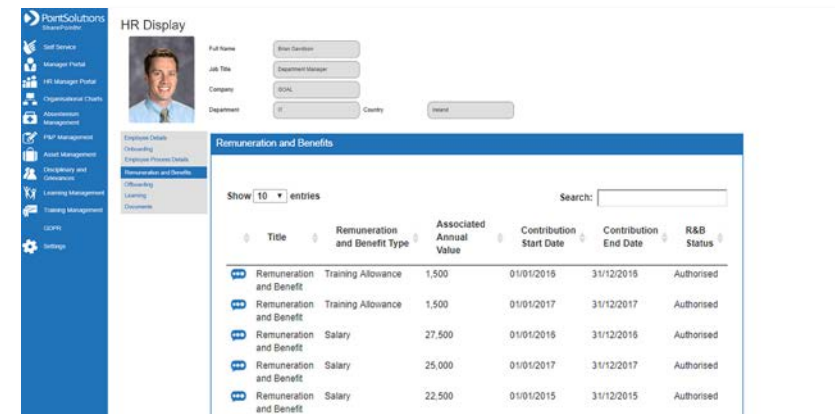 PointSolutions
SharePointhr
HR Display
Self Service
Manager Portal
HR Manager Portal
Organisational Charts
Absenteeism
Management
P&P Management
Asset Management
Disciplinary and
Grievances
Learning Management
Training Management
GDPR
Settings
Full Name
Brian Davidson
Job Title
Department Manager
Company
GOAL
Department
IT
Country
Ireland
Employee Details
Onboarding
Employee Process Details
Remuneration and Benefits
Offboarding
Learning
Documents
Remuneration and Benefits
Show 10 entries
Search:
Title
Remuneration
and Benefit Type
Associated
Annual
Value
Contribution
Start Date
Contribution
End Date
R&B
Status
Remuneration Training Allowance 1,500 01/01/2016 31/12/2016 Authorised
and Benefit
Remuneration Training Allowance 1,500 01/01/2017 31/12/2017 Authorised
and Benefit
Remuneration Salary 27,500 01/01/2016 31/12/2016 Authorised
and Benefit
Remuneration Salary 25,000 01/01/2017 31/12/2017 Authorised
and Benefit
Remuneration Salary 22,500 01/01/2015 31/12/2015 Authorised
and Benefit